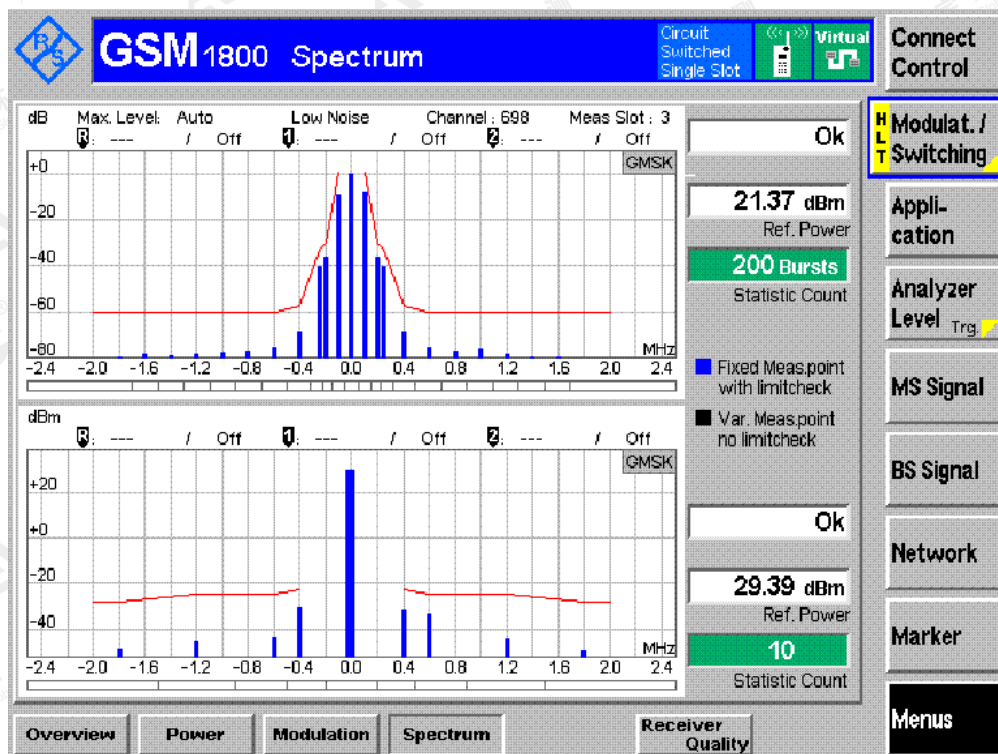 R/S
GSM 1800 Spectrum
Circuit
Switched
Single Slot
Virtual
Connect
Control
dB Max. Level: Auto Low Noise Channel : 698 Meas Slot : 3
R: --- / Off 1: --- / Off 2: --- / Off
GMSK
+0
-20
-40
-60
-80
MHz
-2.4 -2.0 -1.6 -1.2 -0.8 -0.4 0.0 0.4 0.8 1.2 1.6 2.0 2.4
Ok
21.37 dBm
Ref. Power
200 Bursts
Statistic Count
Fixed Meas.point
with limitcheck
Var. Meas.point
no limitcheck
dBm
R: --- / Off 1: --- / Off 2: --- / Off
GMSK
+20
+0
-20
-40
MHz
-2.4 -2.0 -1.6 -1.2 -0.8 -0.4 0.0 0.4 0.8 1.2 1.6 2.0 2.4
Ok
29.39 dBm
Ref. Power
10
Statistic Count
HLT
Modulat. /
Switching
Appli-
cation
Analyzer
Level Trg.
MS Signal
BS Signal
Network
Marker
Menus
Overview Power Modulation Spectrum
Receiver
Quality